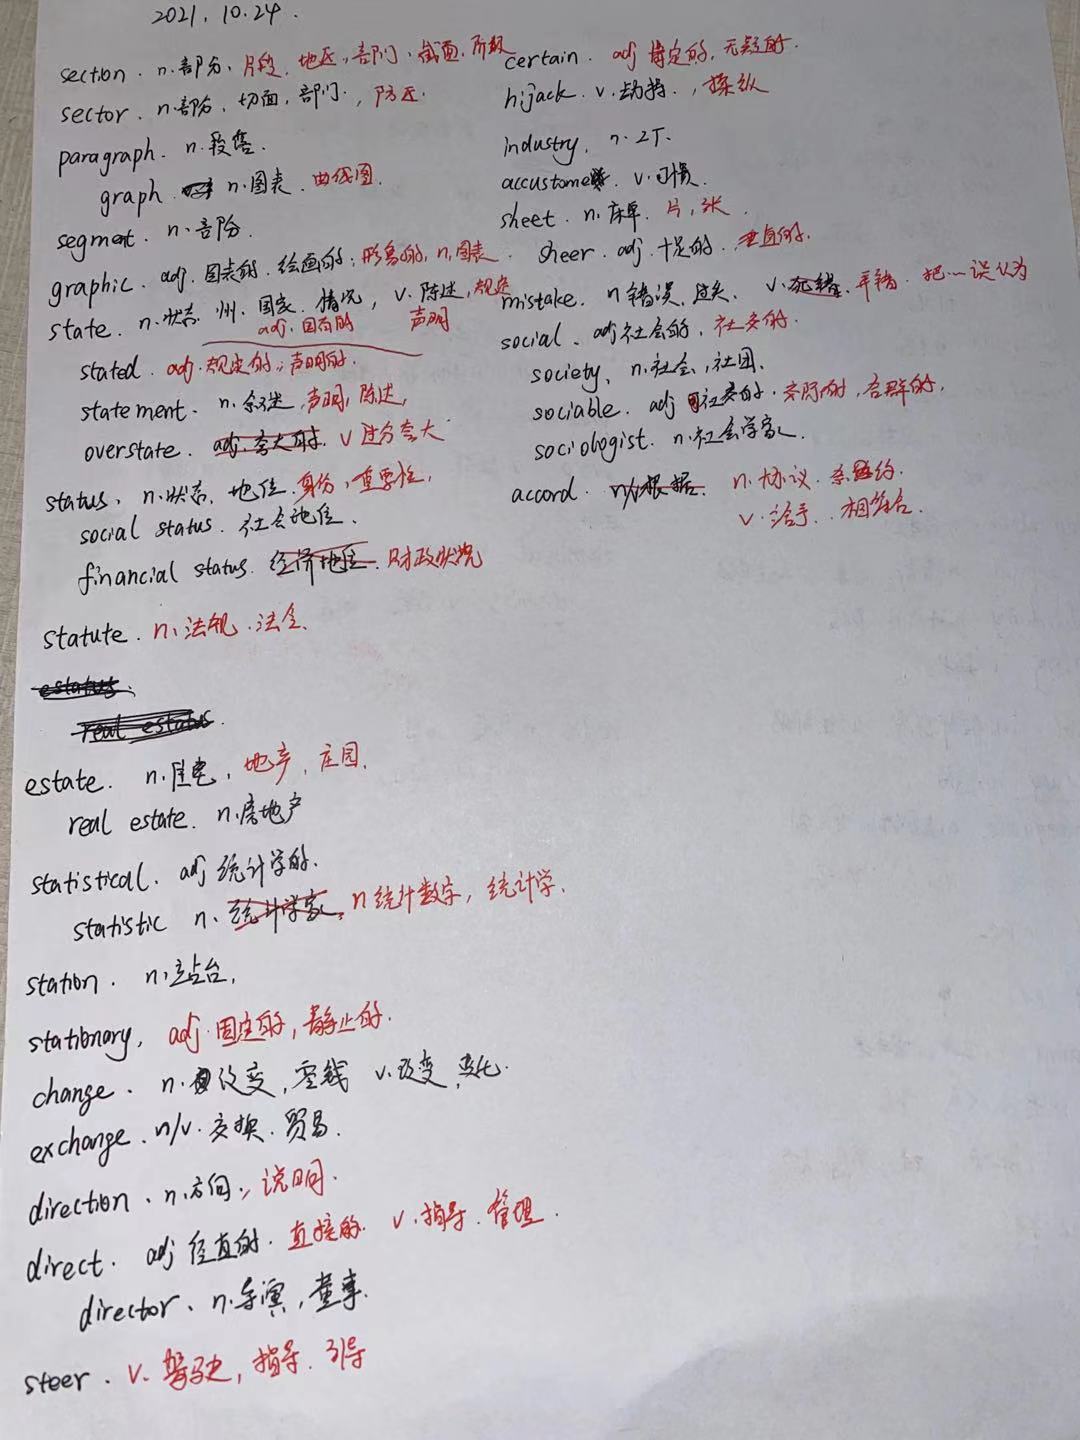 2021.10.24.
section. n.部分, 片段, 地区, 部门, 截面, 阶级
sector. n.部分, 切面, 部门, 防区.
paragraph. n.段落.
graph. n.图表. 曲线图.
segment. n.部分.
graphic. adj.图表的.绘画的; 形象的, n.图表.
state. n.状态. 州. 国家. 情况, v.陈述, 规定
adj.国有的 声明
stated. adj.规定的; 声明的.
statement. n.叙述, 声明, 陈述,
overstate. adj.夸大的. v 过分夸大
status. n.状态, 地位. 身份, 重要性.
social status. 社会地位.
financial status. 经济地位. 财政状况
statute. n.法规.法令.
estatus.
real estatus.
estate. n.住宅, 地产, 庄园.
real estate. n.房地产
statistical. adj 统计学的.
statistic n. 统计学家, n 统计数字, 统计学.
station. n.站台.
stationary, adj.固定的, 静止的.
change. n.改变, 零钱 v.改变, 变化.
exchange. n/v.交换.贸易.
direction. n.方向, 说明.
direct. adj 径直的. 直接的. v.指导. 管理.
director. n.导演, 董事.
steer. v. 驾驶, 指导. 引导
certain. adj 肯定的, 无疑的.
hijack. v.劫持, 操纵
industry. n.工.
accustome v.习惯.
sheet. n.床单. 片, 张.
sheer. adj.十足的. 垂直的.
mistake. n 错误, 过失. v. 弄错. 把…误认为
social. adj 社会的, 社交的.
society. n.社会, 社团.
sociable. adj 社交的. 交际的, 合群的,
sociologist. n.社会学家.
accord. n/v根据. n.协议. 条约.
v.给予. 相结合.